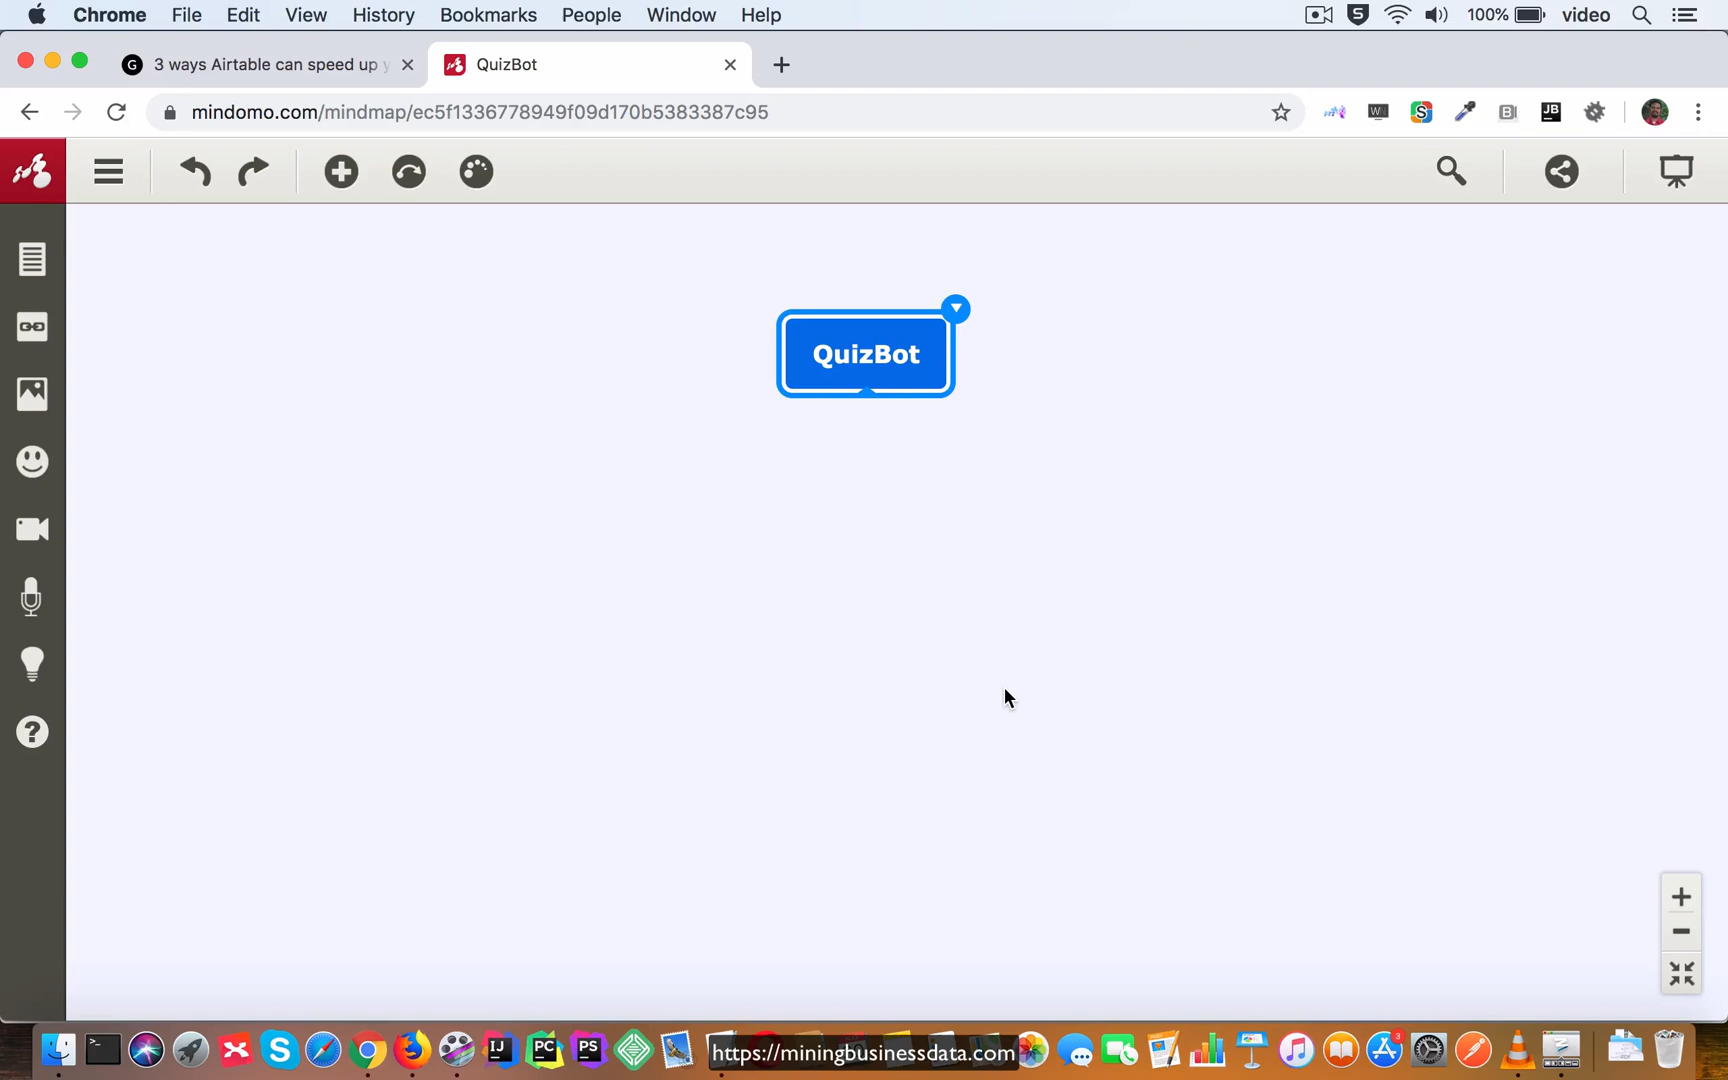 Chrome File Edit View History Bookmarks People Window Help 100% video
3 ways Airtable can speed up y QuizBot
mindomo.com/mindmap/ec5f1336778949f09d170b5383387c95
QuizBot
https://miningbusinessdata.com